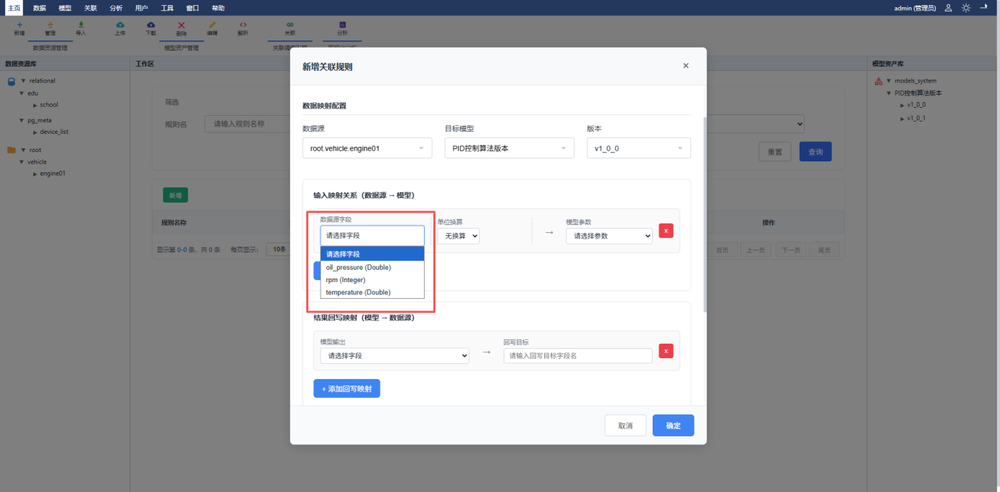 主页 数据 模型 关联 分析 用户 工具 窗口 帮助 admin (管理员)
新增 管理 导入 上传 下载 删除 编辑 解析 关联 分析
数据资源管理 模型资产管理
数据资源库 工作区 模型资产库
relational
edu
school
pg_meta
device_list
root
vehicle
engine01
筛选
规则名 请输入规则名称
重置 查询
新增
规则名称 操作
显示第 0-0 条，共 0 条 每页显示： 10条 首页 上一页 下一页 尾页
新增关联规则 ×
数据映射配置
数据源 目标模型 版本
root.vehicle.engine01 PID控制算法版本 v1_0_0
输入映射关系（数据源 → 模型）
数据源字段 单位换算 模型参数
请选择字段 无换算 → 请选择参数 x
请选择字段
oil_pressure (Double)
rpm (Integer)
temperature (Double)
结果回写映射（模型 → 数据源）
模型输出 回写目标
请选择字段 → 请输入回写目标字段名 x
+ 添加回写映射
取消 确定
models_system
PID控制算法版本
v1_0_0
v1_0_1